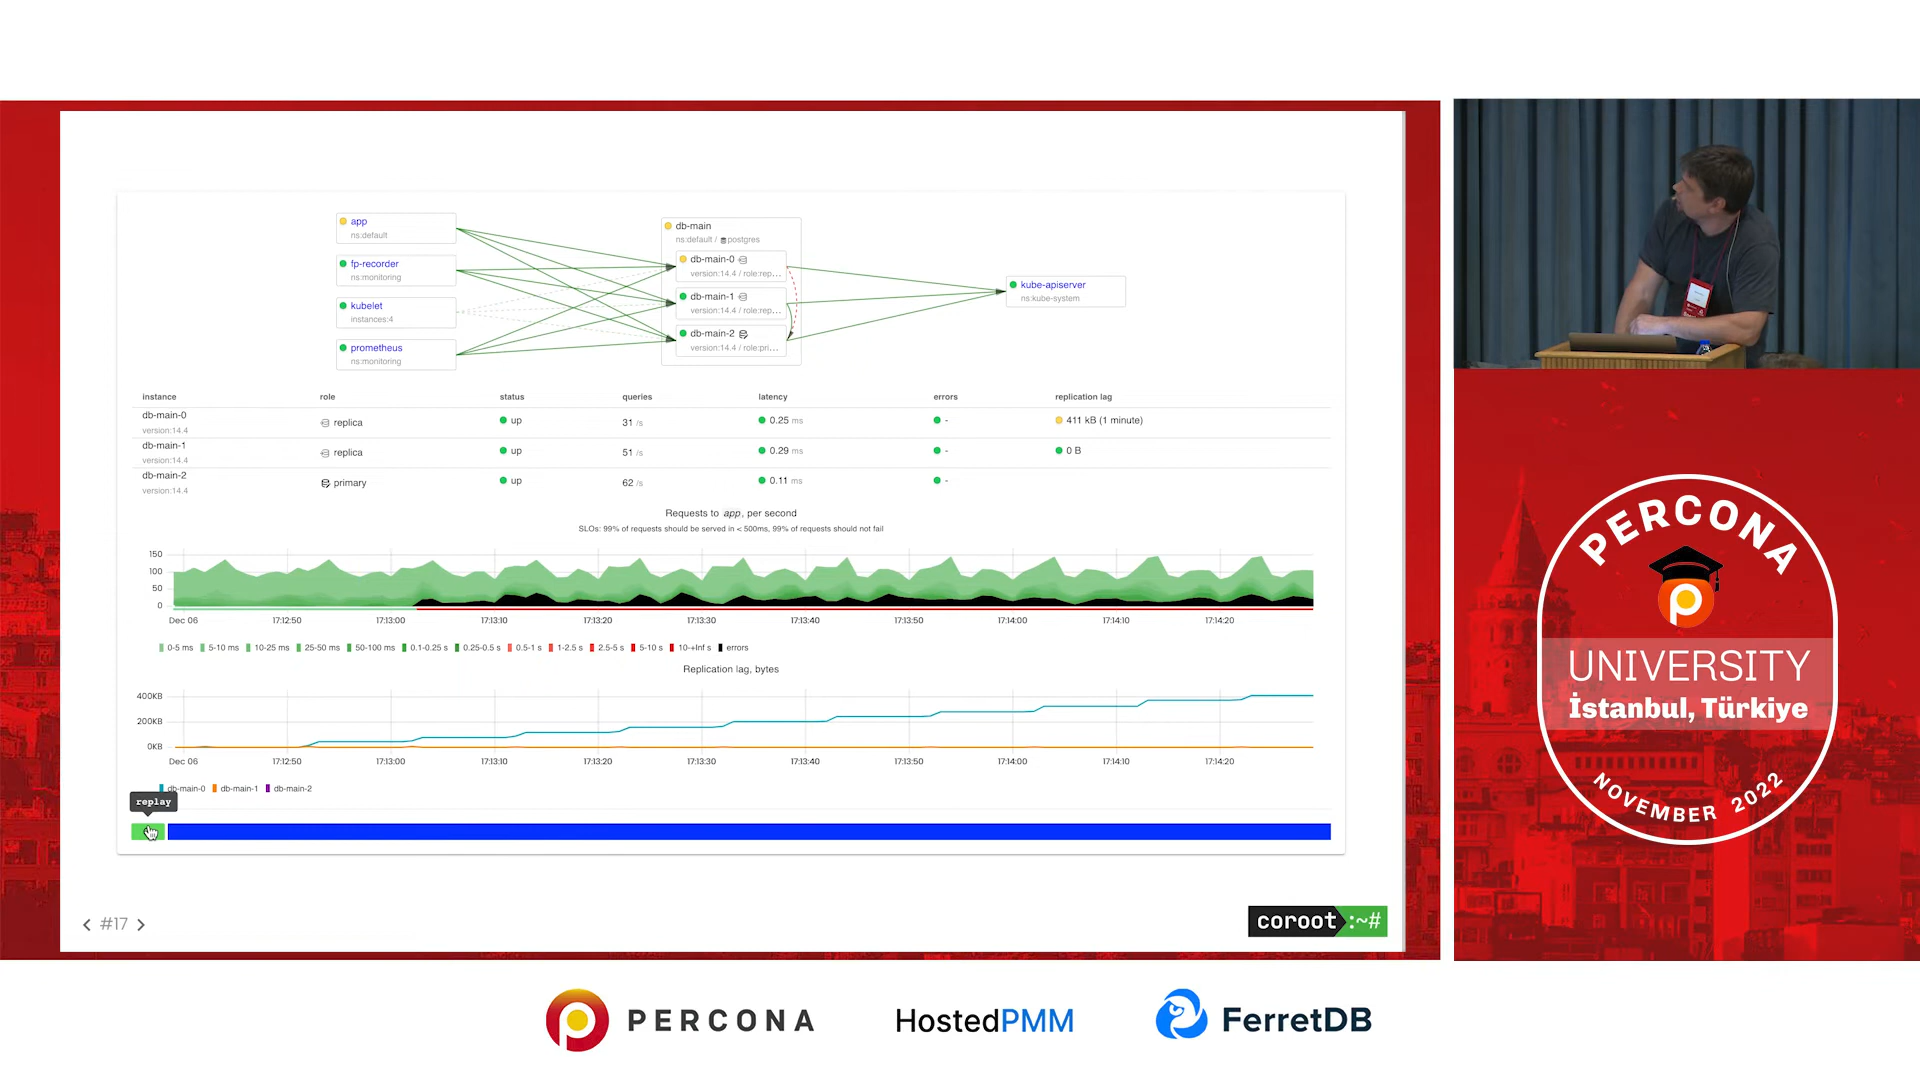 app
ns:default
fp-recorder
ns:monitoring
kubelet
instances:4
prometheus
ns:monitoring
db-main
ns:default / postgres
db-main-0
version:14.4 / role:rep...
db-main-1
version:14.4 / role:rep...
db-main-2
version:14.4 / role:pri...
kube-apiserver
ns:kube-system
instance role status queries latency errors replication lag
db-main-0 replica up 31 /s 0.25 ms - 411 kB (1 minute)
version:14.4
db-main-1 replica up 51 /s 0.29 ms - 0 B
version:14.4
db-main-2 primary up 62 /s 0.11 ms -
version:14.4
Requests to app, per second
SLOs: 99% of requests should be served in < 500ms, 99% of requests should not fail
150
100
50
0
Dec 06 17:12:50 17:13:00 17:13:10 17:13:20 17:13:30 17:13:40 17:13:50 17:14:00 17:14:10 17:14:20
0-5 ms 5-10 ms 10-25 ms 25-50 ms 50-100 ms 0.1-0.25 s 0.25-0.5 s 0.5-1 s 1-2.5 s 2.5-5 s 5-10 s 10-+Inf s errors
Replication lag, bytes
400KB
200KB
0KB
Dec 06 17:12:50 17:13:00 17:13:10 17:13:20 17:13:30 17:13:40 17:13:50 17:14:00 17:14:10 17:14:20
db-main-0 db-main-1 db-main-2
replay
< #17 >
coroot :~#
PERCONA
UNIVERSITY
İstanbul, Türkiye
NOVEMBER 2022
PERCONA
HostedPMM
FerretDB